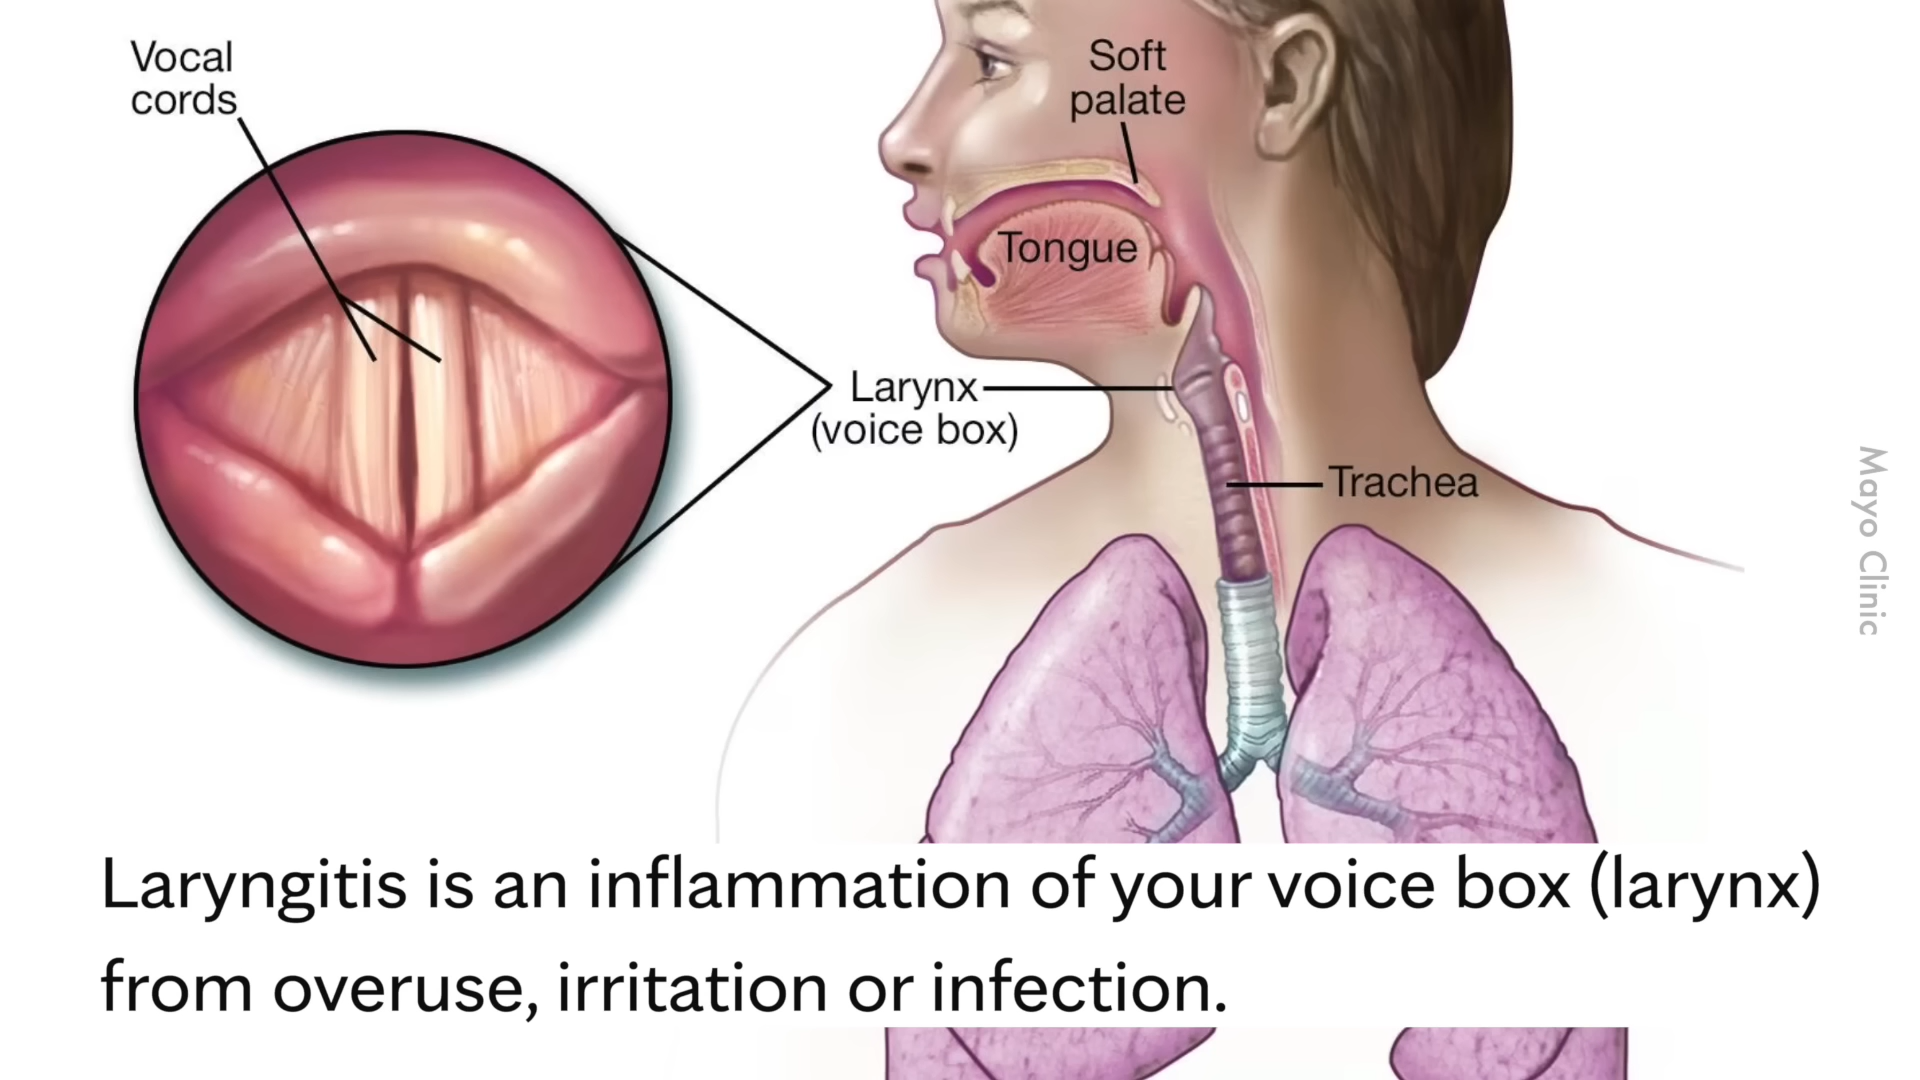 Vocal
cords
Soft
palate
Tongue
Larynx
(voice box)
Trachea
Mayo Clinic
Laryngitis is an inflammation of your voice box (larynx)
from overuse, irritation or infection.